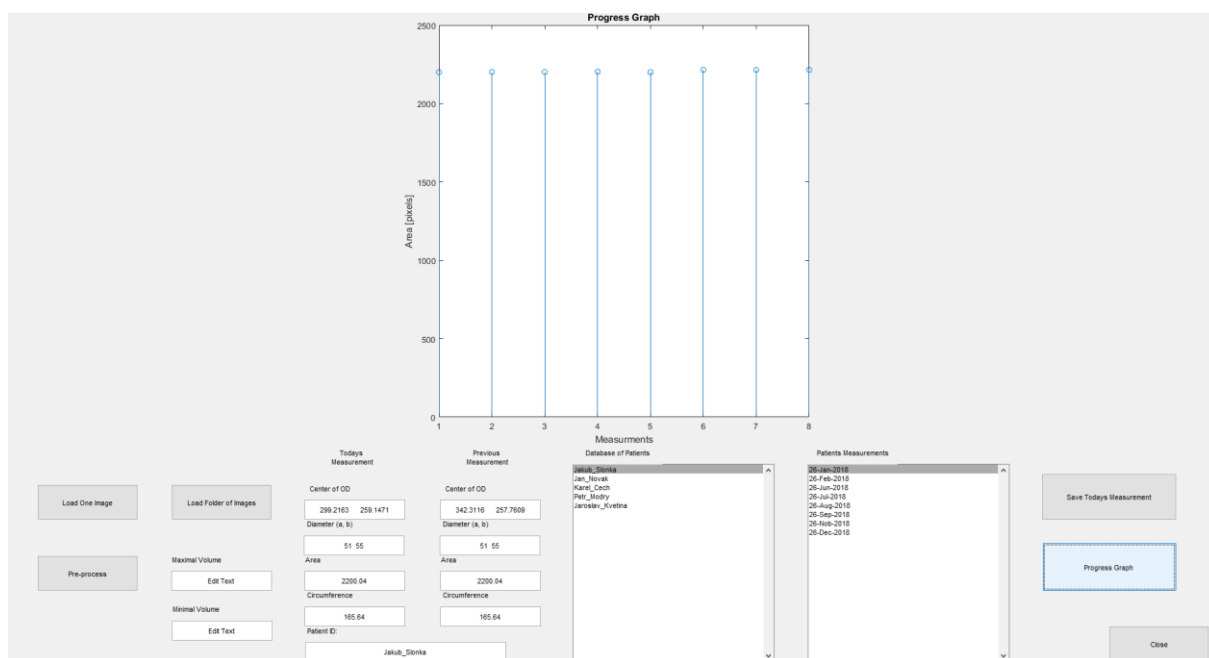 Progress Graph
2500
2000
1500
1000
500
0
Area [pixels]
1 2 3 4 5 6 7 8
Measurments
Todays
Measurement
Previous
Measurement
Database of Patients
Patients Measurements
Load One Image
Load Folder of Images
Pre-process
Maximal Volume
Edit Text
Minimal Volume
Edit Text
Center of OD
299.2163 259.1471
Diameter (a, b)
51 55
Area
2200.04
Circumference
165.64
Patient ID:
Jakub_Slonka
Center of OD
342.3116 257.7609
Diameter (a, b)
51 55
Area
2200.04
Circumference
165.64
Jakub_Slonka
Jan_Novak
Karel_Cech
Petr_Modry
Jaroslav_Kvetina
26-Jan-2018
26-Feb-2018
26-Jun-2018
26-Jul-2018
26-Aug-2018
26-Sep-2018
26-Nob-2018
26-Dec-2018
Save Todays Measurement
Progress Graph
Close